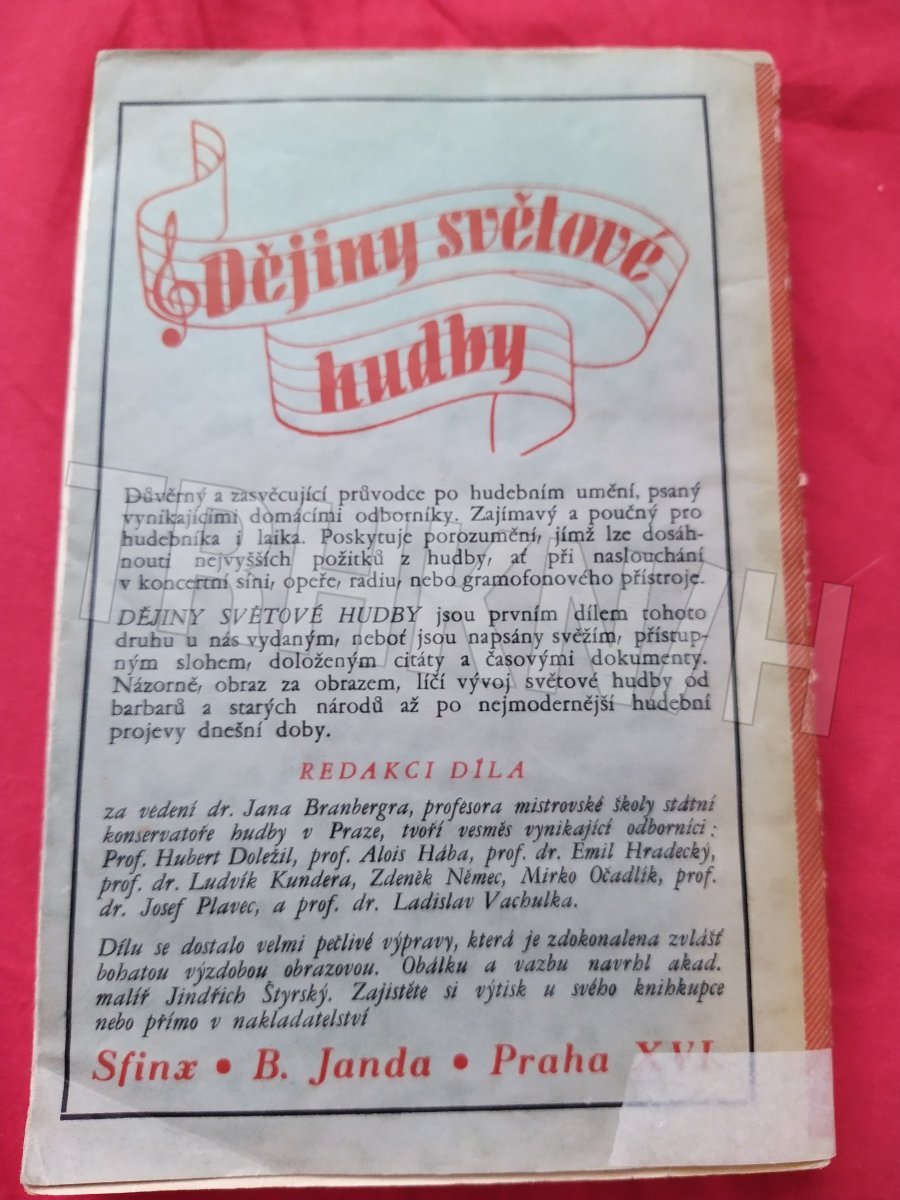 Dějiny světové
hudby
Důvěrný a zasvěcující průvodce po hudebním umění, psaný
vynikajícími domácími odborníky. Zajímavý a poučný pro
hudebníka i laika. Poskytuje porozumění, jímž lze dosáh-
nouti nejvyšších požitků z hudby, ať při naslouchání
v koncertní síni, opeře, radiu, nebo gramofonového přístroje.
DĚJINY SVĚTOVÉ HUDBY jsou prvním dílem tohoto
druhu u nás vydaným, neboť jsou napsány svěžím, přístup-
ným slohem, doloženým citáty a časovými dokumenty.
Názorně, obraz za obrazem, líčí vývoj světové hudby od
barbarů a starých národů až po nejmodernější hudební
projevy dnešní doby.
REDAKCI DÍLA
za vedení dr. Jana Branbergra, profesora mistrovské školy státní
konservatoře hudby v Praze, tvoří vesměs vynikající odborníci:
Prof. Hubert Doležil, prof. Alois Hába, prof. dr. Emil Hradecký,
prof. dr. Ludvík Kundera, Zdeněk Němec, Mirko Očadlík, prof.
dr. Josef Plavec, a prof. dr. Ladislav Vachulka.
Dílu se dostalo velmi pečlivé výpravy, která je zdokonalena zvlášť
bohatou výzdobou obrazovou. Obálku a vazbu navrhl akad.
malíř Jindřich Štyrský. Zajistěte si výtisk u svého knihkupce
nebo přímo v nakladatelství
Sfinx • B. Janda • Praha XVI.